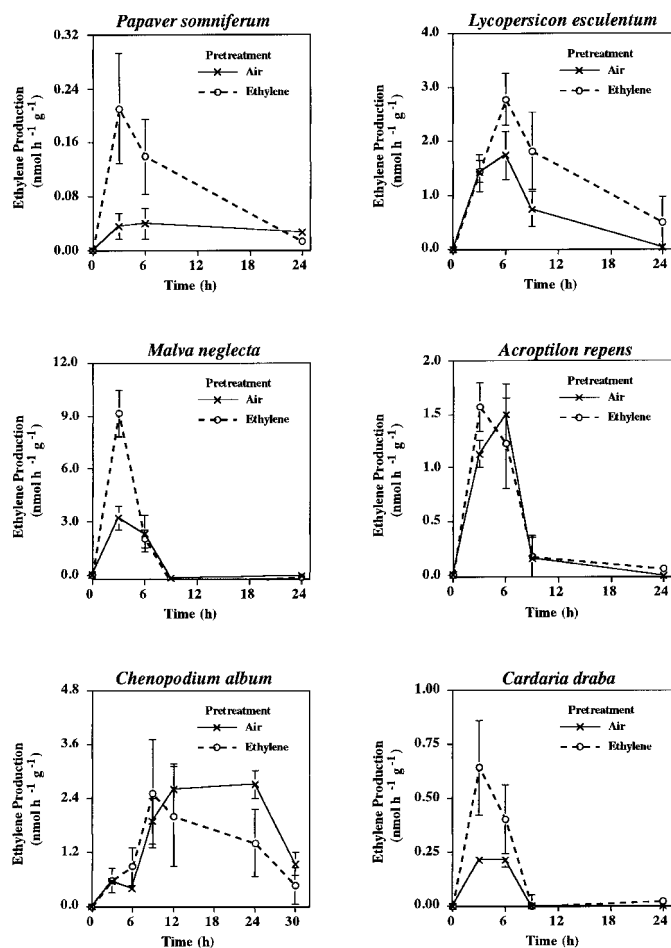 Papaver somniferum
0.32
0.24
0.16
0.08
0.00
Ethylene Production
(nmol h⁻¹ g⁻¹)
Pretreatment
Air
Ethylene
0 6 12 18 24
Time (h)
Lycopersicon esculentum
4.0
3.0
2.0
1.0
0.0
Ethylene Production
(nmol h⁻¹ g⁻¹)
Pretreatment
Air
Ethylene
0 6 12 18 24
Time (h)
Malva neglecta
12.0
9.0
6.0
3.0
0.0
Ethylene Production
(nmol h⁻¹ g⁻¹)
Pretreatment
Air
Ethylene
0 6 12 18 24
Time (h)
Acroptilon repens
2.0
1.5
1.0
0.5
0.0
Ethylene Production
(nmol h⁻¹ g⁻¹)
Pretreatment
Air
Ethylene
0 6 12 18 24
Time (h)
Chenopodium album
4.8
3.6
2.4
1.2
0.0
Ethylene Production
(nmol h⁻¹ g⁻¹)
Pretreatment
Air
Ethylene
0 6 12 18 24 30
Time (h)
Cardaria draba
1.00
0.75
0.50
0.25
0.00
Ethylene Production
(nmol h⁻¹ g⁻¹)
Pretreatment
Air
Ethylene
0 6 12 18 24
Time (h)